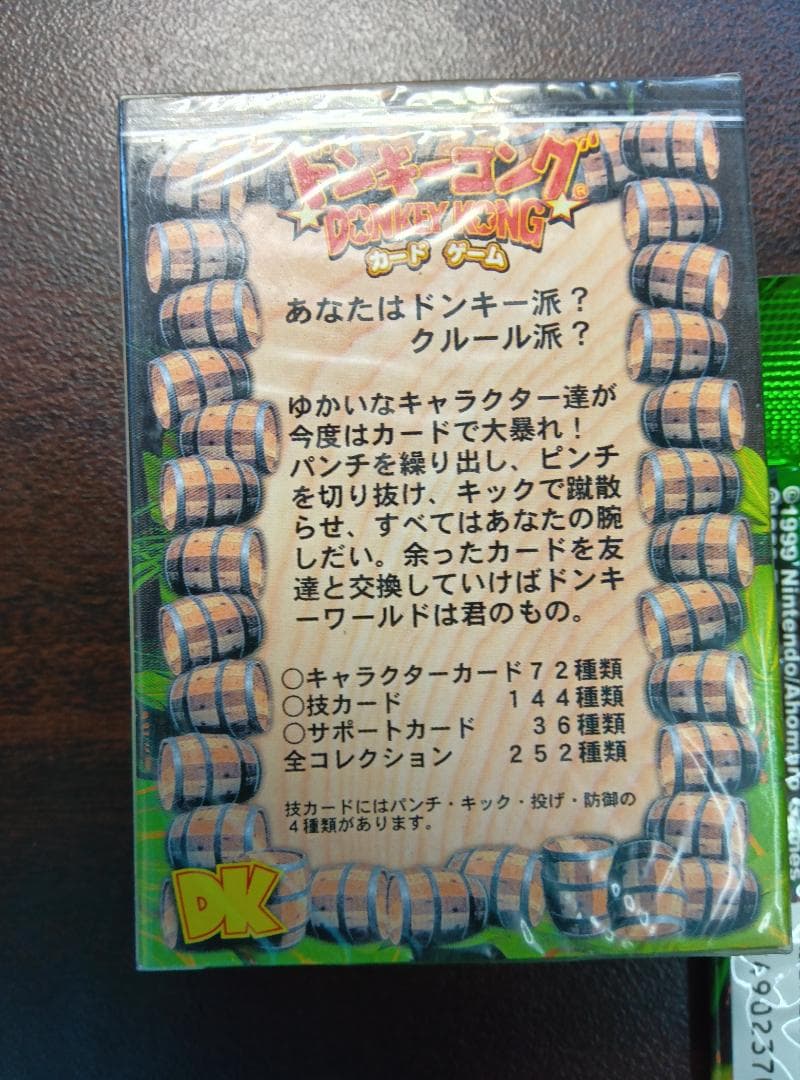 ドンキーコング®
DONKEY KONG
カード ゲーム
あなたはドンキー派？
クルール派？
ゆかいなキャラクター達が
今度はカードで大暴れ！
パンチを繰り出し、ピンチ
を切り抜け、キックで蹴散
らせ、すべてはあなたの腕
しだい。余ったカードを友
達と交換していけばドンキ
ーワールドは君のもの。
○キャラクターカード７２種類
○技カード １４４種類
○サポートカード ３６種類
全コレクション ２５２種類
技カードにはパンチ・キック・投げ・防御の
４種類があります。
DK
©1999 Nintendo/Ahomaro Games
90237